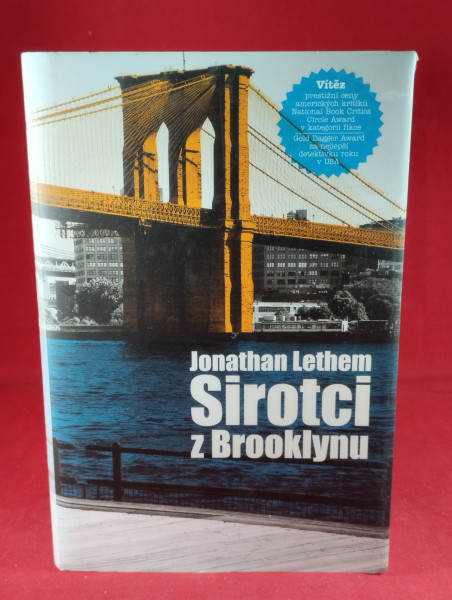 Vítěz
prestižní ceny
amerických kritiků
National Book Critics
Circle Award
v kategorii fikce
Gold Dagger Award
za nejlepší
detektivku roku
v USA
Jonathan Lethem
Sirotci
z Brooklynu